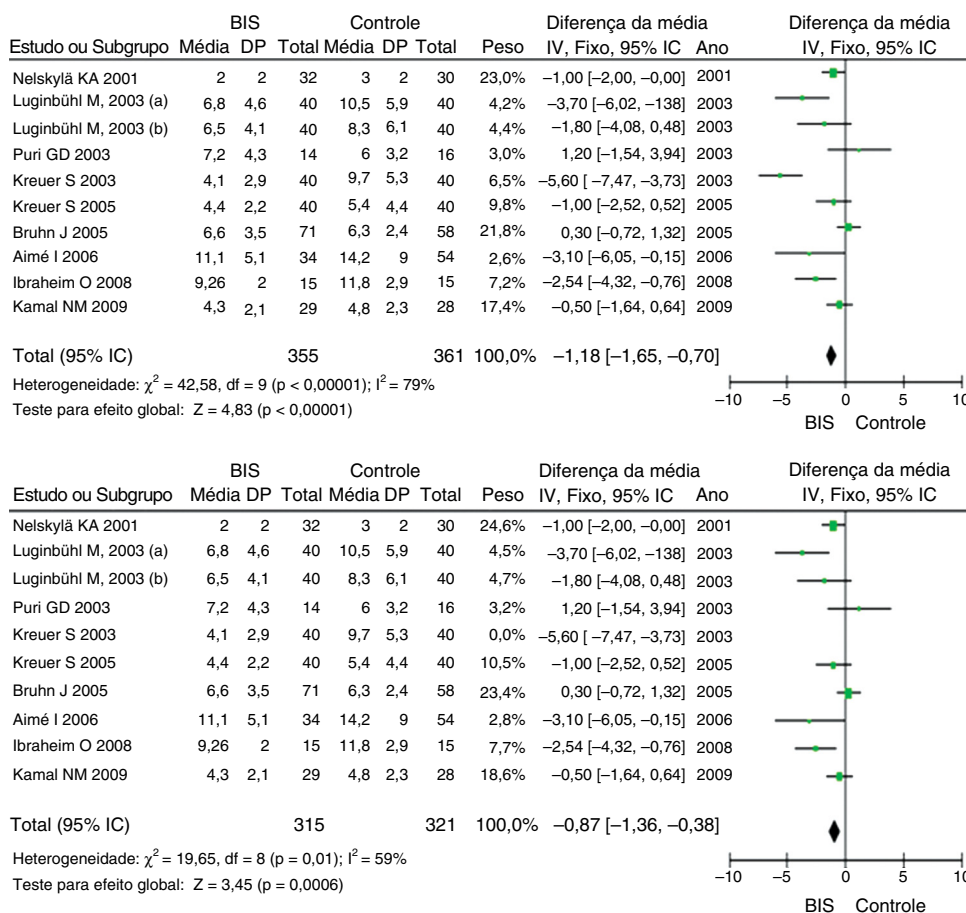 BIS Controle Diferença da média Diferença da média
Estudo ou Subgrupo Média DP Total Média DP Total Peso IV, Fixo, 95% IC Ano IV, Fixo, 95% IC
Nelskylä KA 2001 2 2 32 3 2 30 23,0% −1,00 [−2,00, −0,00] 2001
Luginbühl M, 2003 (a) 6,8 4,6 40 10,5 5,9 40 4,2% −3,70 [−6,02, −138] 2003
Luginbühl M, 2003 (b) 6,5 4,1 40 8,3 6,1 40 4,4% −1,80 [−4,08, 0,48] 2003
Puri GD 2003 7,2 4,3 14 6 3,2 16 3,0% 1,20 [−1,54, 3,94] 2003
Kreuer S 2003 4,1 2,9 40 9,7 5,3 40 6,5% −5,60 [ −7,47, −3,73] 2003
Kreuer S 2005 4,4 2,2 40 5,4 4,4 40 9,8% −1,00 [−2,52, 0,52] 2005
Bruhn J 2005 6,6 3,5 71 6,3 2,4 58 21,8% 0,30 [−0,72, 1,32] 2005
Aimé I 2006 11,1 5,1 34 14,2 9 54 2,6% −3,10 [−6,05, −0,15] 2006
Ibraheim O 2008 9,26 2 15 11,8 2,9 15 7,2% −2,54 [−4,32, −0,76] 2008
Kamal NM 2009 4,3 2,1 29 4,8 2,3 28 17,4% −0,50 [−1,64, 0,64] 2009
Total (95% IC) 355 361 100,0% −1,18 [−1,65, −0,70]
Heterogeneidade: χ² = 42,58, df = 9 (p < 0,00001); I² = 79%
Teste para efeito global: Z = 4,83 (p < 0,00001)
−10 −5 0 5 10
BIS Controle
BIS Controle Diferença da média Diferença da média
Estudo ou Subgrupo Média DP Total Média DP Total Peso IV, Fixo, 95% IC Ano IV, Fixo, 95% IC
Nelskylä KA 2001 2 2 32 3 2 30 24,6% −1,00 [−2,00, −0,00] 2001
Luginbühl M, 2003 (a) 6,8 4,6 40 10,5 5,9 40 4,5% −3,70 [−6,02, −138] 2003
Luginbühl M, 2003 (b) 6,5 4,1 40 8,3 6,1 40 4,7% −1,80 [−4,08, 0,48] 2003
Puri GD 2003 7,2 4,3 14 6 3,2 16 3,2% 1,20 [−1,54, 3,94] 2003
Kreuer S 2003 4,1 2,9 40 9,7 5,3 40 0,0% −5,60 [−7,47, −3,73] 2003
Kreuer S 2005 4,4 2,2 40 5,4 4,4 40 10,5% −1,00 [−2,52, 0,52] 2005
Bruhn J 2005 6,6 3,5 71 6,3 2,4 58 23,4% 0,30 [−0,72, 1,32] 2005
Aimé I 2006 11,1 5,1 34 14,2 9 54 2,8% −3,10 [−6,05, −0,15] 2006
Ibraheim O 2008 9,26 2 15 11,8 2,9 15 7,7% −2,54 [−4,32, −0,76] 2008
Kamal NM 2009 4,3 2,1 29 4,8 2,3 28 18,6% −0,50 [−1,64, 0,64] 2009
Total (95% IC) 315 321 100,0% −0,87 [−1,36, −0,38]
Heterogeneidade: χ² = 19,65, df = 8 (p = 0,01); I² = 59%
Teste para efeito global: Z = 3,45 (p = 0,0006)
−10 −5 0 5 10
BIS Controle